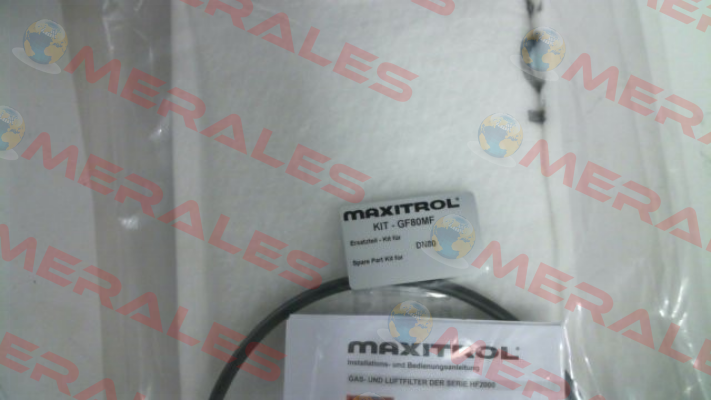 MERALES
MERALES
MERALES
MERALES
MERALES
MAXITROL®
KIT - GF80MF
Ersatzteil - Kit für
DN80
Spare Part Kit for
MAXITROL®
Installations- und Bedienungsanleitung
GAS- UND LUFTFILTER DER SERIE HF2000